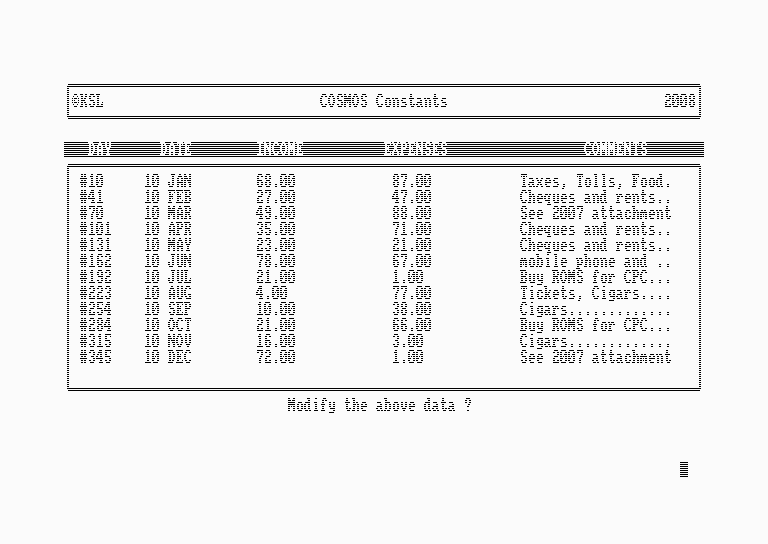 ©KSL COSMOS Constants 2008
DAY DATE INCOME EXPENSES COMMENTS
#10 10 JAN 68.00 87.00 Taxes, Tolls, Food.
#41 10 FEB 27.00 47.00 Cheques and rents..
#70 10 MAR 49.00 88.00 See 2007 attachment
#101 10 APR 35.00 71.00 Cheques and rents..
#131 10 MAY 23.00 21.00 Cheques and rents..
#162 10 JUN 78.00 67.00 mobile phone and ..
#192 10 JUL 21.00 1.00 Buy ROMS for CPC...
#223 10 AUG 4.00 77.00 Tickets, Cigars....
#254 10 SEP 10.00 38.00 Cigars.............
#284 10 OCT 21.00 66.00 Buy ROMS for CPC...
#315 10 NOV 16.00 3.00 Cigars.............
#345 10 DEC 72.00 1.00 See 2007 attachment
Modify the above data ?